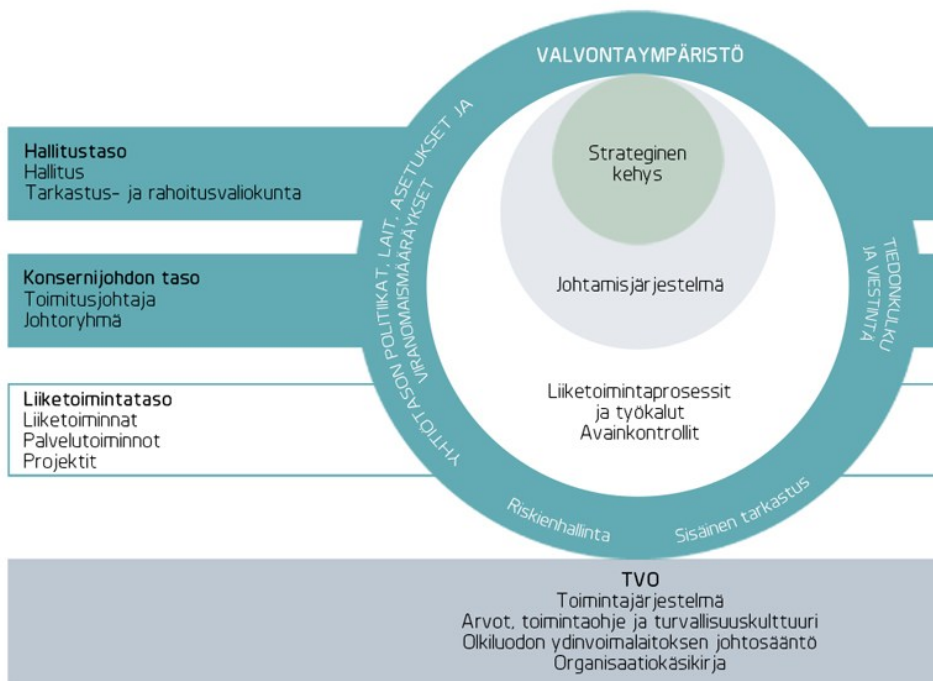 VALVONTAYMPÄRISTÖ
Hallitustaso
Hallitus
Tarkastus- ja rahoitusvaliokunta
Konsernijohdon taso
Toimitusjohtaja
Johtoryhmä
Liiketoimintataso
Liiketoiminnat
Palvelutoiminnot
Projektit
YHTIÖTASON POLITIIKAT, LAIT, ASETUKSET JA
VIRANOMAISMÄÄRÄYKSET
Strateginen
kehys
Johtamisjärjestelmä
Liiketoimintaprosessit
ja työkalut
Avainkontrollit
TIEDONKULKU
JA VIESTINTÄ
Riskienhallinta
Sisäinen tarkastus
TVO
Toimintajärjestelmä
Arvot, toimintaohje ja turvallisuuskulttuuri
Olkiluodon ydinvoimalaitoksen johtosääntö
Organisaatiokäsikirja